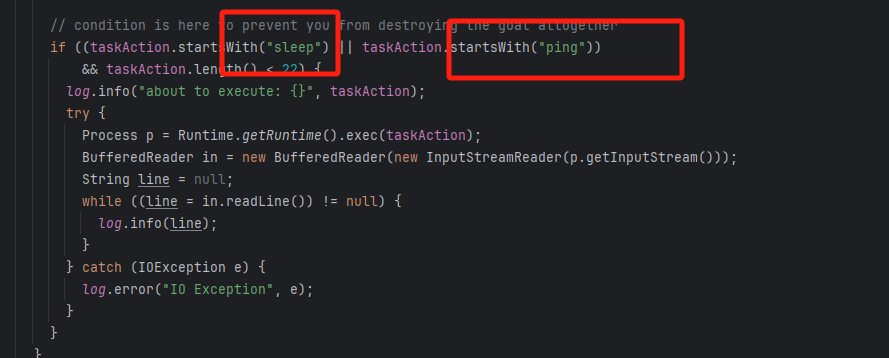 // condition is here to prevent you from destroying the goat altogether
if ((taskAction.startsWith("sleep") || taskAction.startsWith("ping"))
&& taskAction.length() < 22) {
log.info("about to execute: {}", taskAction);
try {
Process p = Runtime.getRuntime().exec(taskAction);
BufferedReader in = new BufferedReader(new InputStreamReader(p.getInputStream()));
String line = null;
while ((line = in.readLine()) != null) {
log.info(line);
}
} catch (IOException e) {
log.error("IO Exception", e);
}
}
}